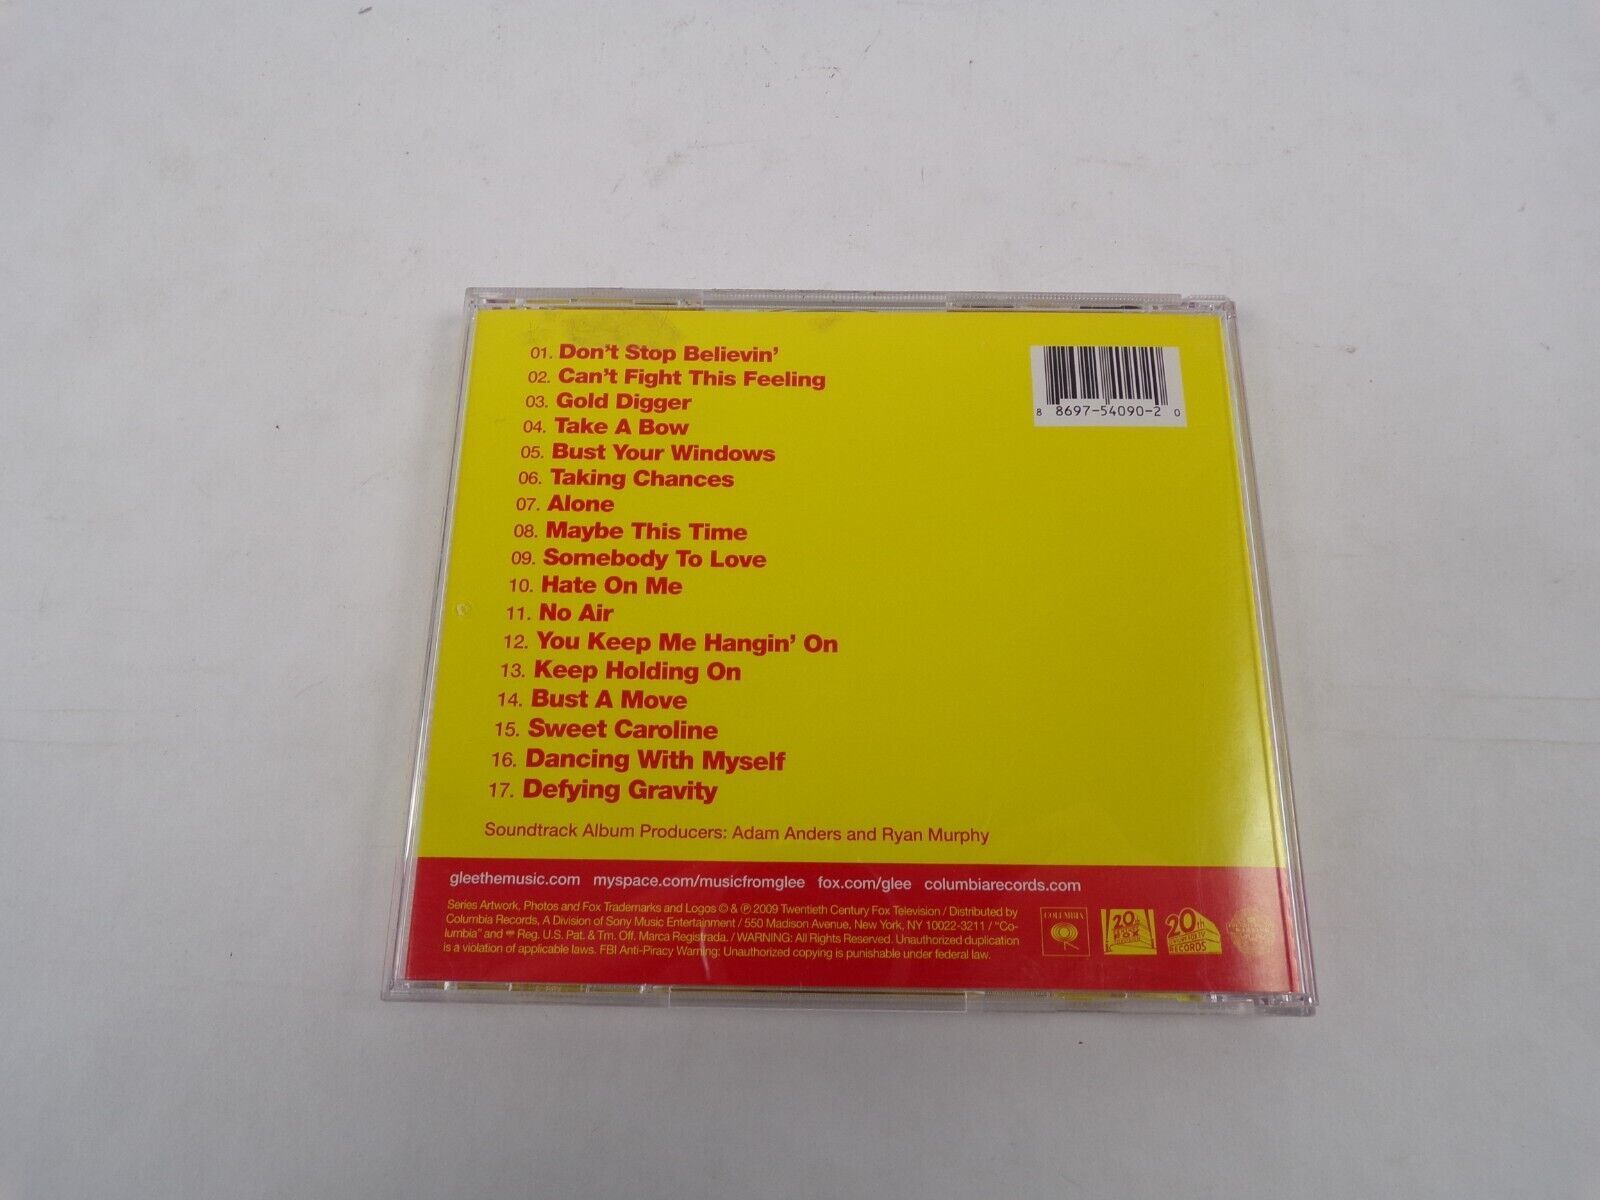 01. Don't Stop Believin'
02. Can't Fight This Feeling
03. Gold Digger
04. Take A Bow
05. Bust Your Windows
06. Taking Chances
07. Alone
08. Maybe This Time
09. Somebody To Love
10. Hate On Me
11. No Air
12. You Keep Me Hangin' On
13. Keep Holding On
14. Bust A Move
15. Sweet Caroline
16. Dancing With Myself
17. Defying Gravity
Soundtrack Album Producers: Adam Anders and Ryan Murphy
8 8697-54090-2 0
gleethemusic.com myspace.com/musicfromglee fox.com/glee columbiarecords.com
Series Artwork, Photos and Fox Trademarks and Logos © & ℗ 2009 Twentieth Century Fox Television / Distributed by
Columbia Records, A Division of Sony Music Entertainment / 550 Madison Avenue, New York, NY 10022-3211 / "Co-
lumbia" and Reg. U.S. Pat. & Tm. Off. Marca Registrada. / WARNING: All Rights Reserved. Unauthorized duplication
is a violation of applicable laws. FBI Anti-Piracy Warning: Unauthorized copying is punishable under federal law.
COLUMBIA
20th
20th
RECORDS